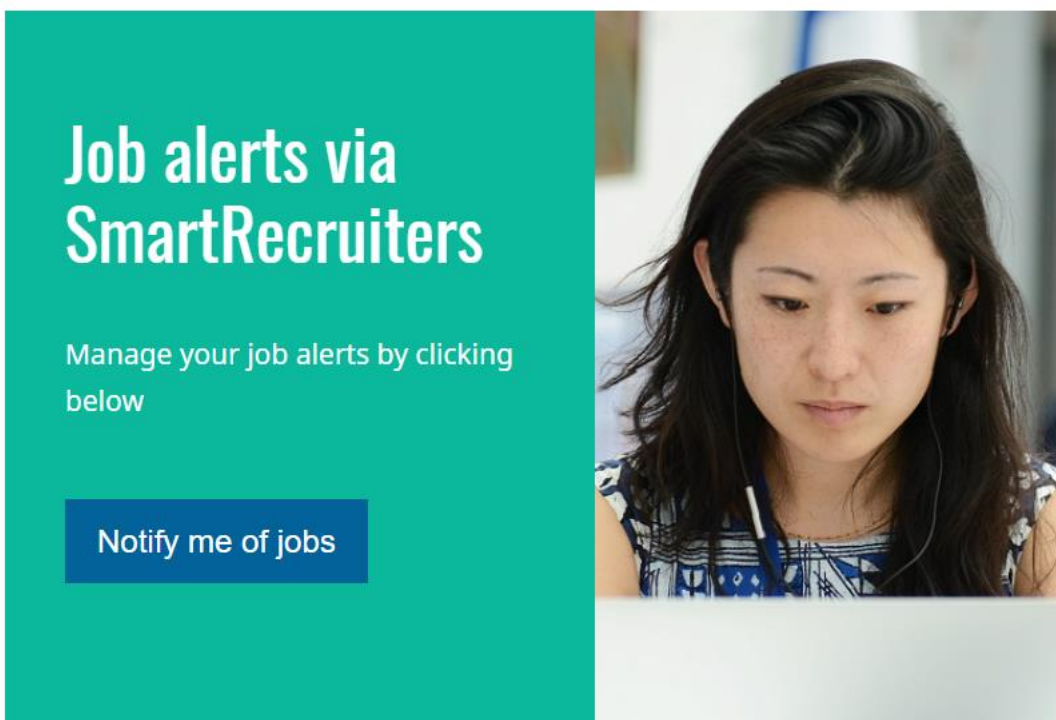 Job alerts via
SmartRecruiters
Manage your job alerts by clicking
below
Notify me of jobs